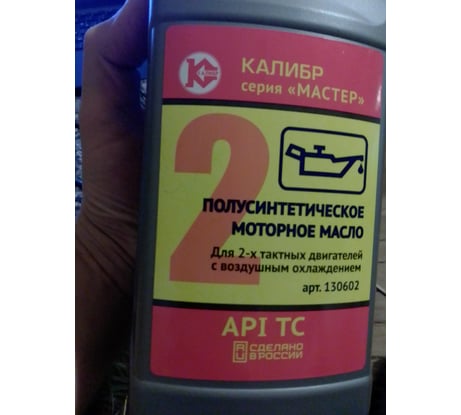 КАЛИБР
серия «МАСТЕР»
2
ПОЛУСИНТЕТИЧЕСКОЕ
МОТОРНОЕ МАСЛО
Для 2-х тактных двигателей
с воздушным охлаждением
арт. 130602
API TC
СДЕЛАНО
В РОССИИ